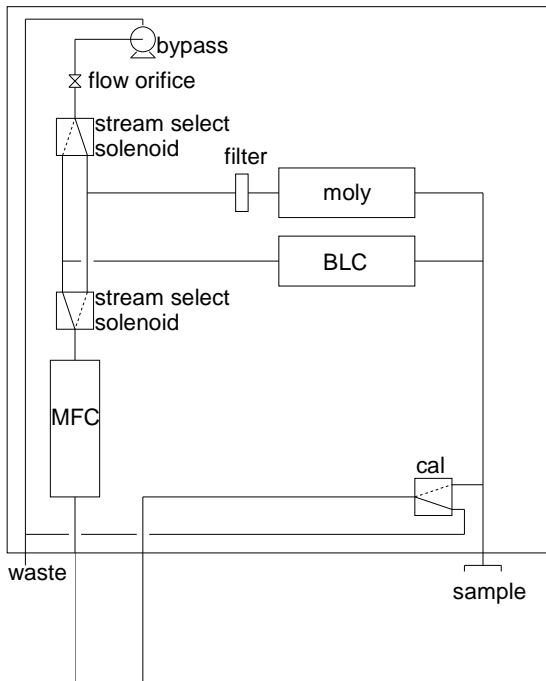 bypass
flow orifice
stream select
solenoid
filter
moly
BLC
stream select
solenoid
MFC
cal
waste
sample